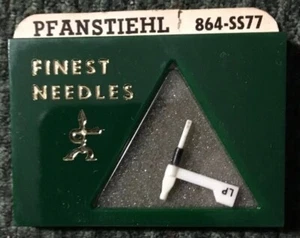 PFANSTIEHL 864-SS77
FINEST
NEEDLES
LP